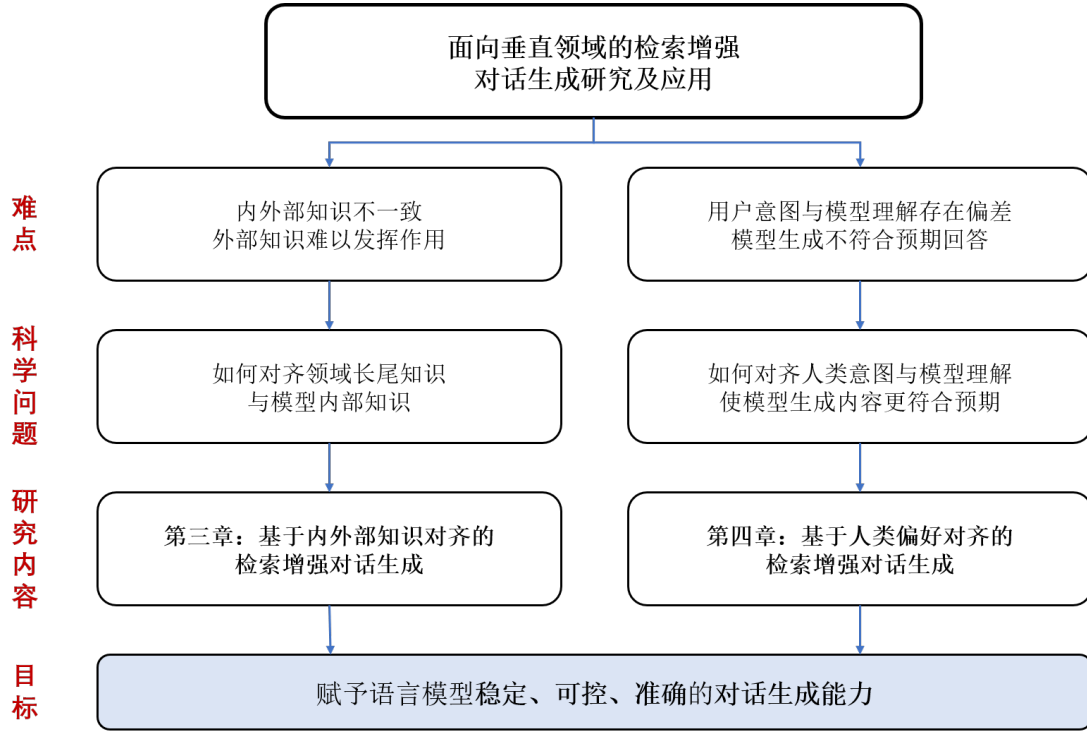 面向垂直领域的检索增强
对话生成研究及应用
难点
内外部知识不一致
外部知识难以发挥作用
用户意图与模型理解存在偏差
模型生成不符合预期回答
科学问题
如何对齐领域长尾知识
与模型内部知识
如何对齐人类意图与模型理解
使模型生成内容更符合预期
研究内容
第三章：基于内外部知识对齐的
检索增强对话生成
第四章：基于人类偏好对齐的
检索增强对话生成
目标
赋予语言模型稳定、可控、准确的对话生成能力